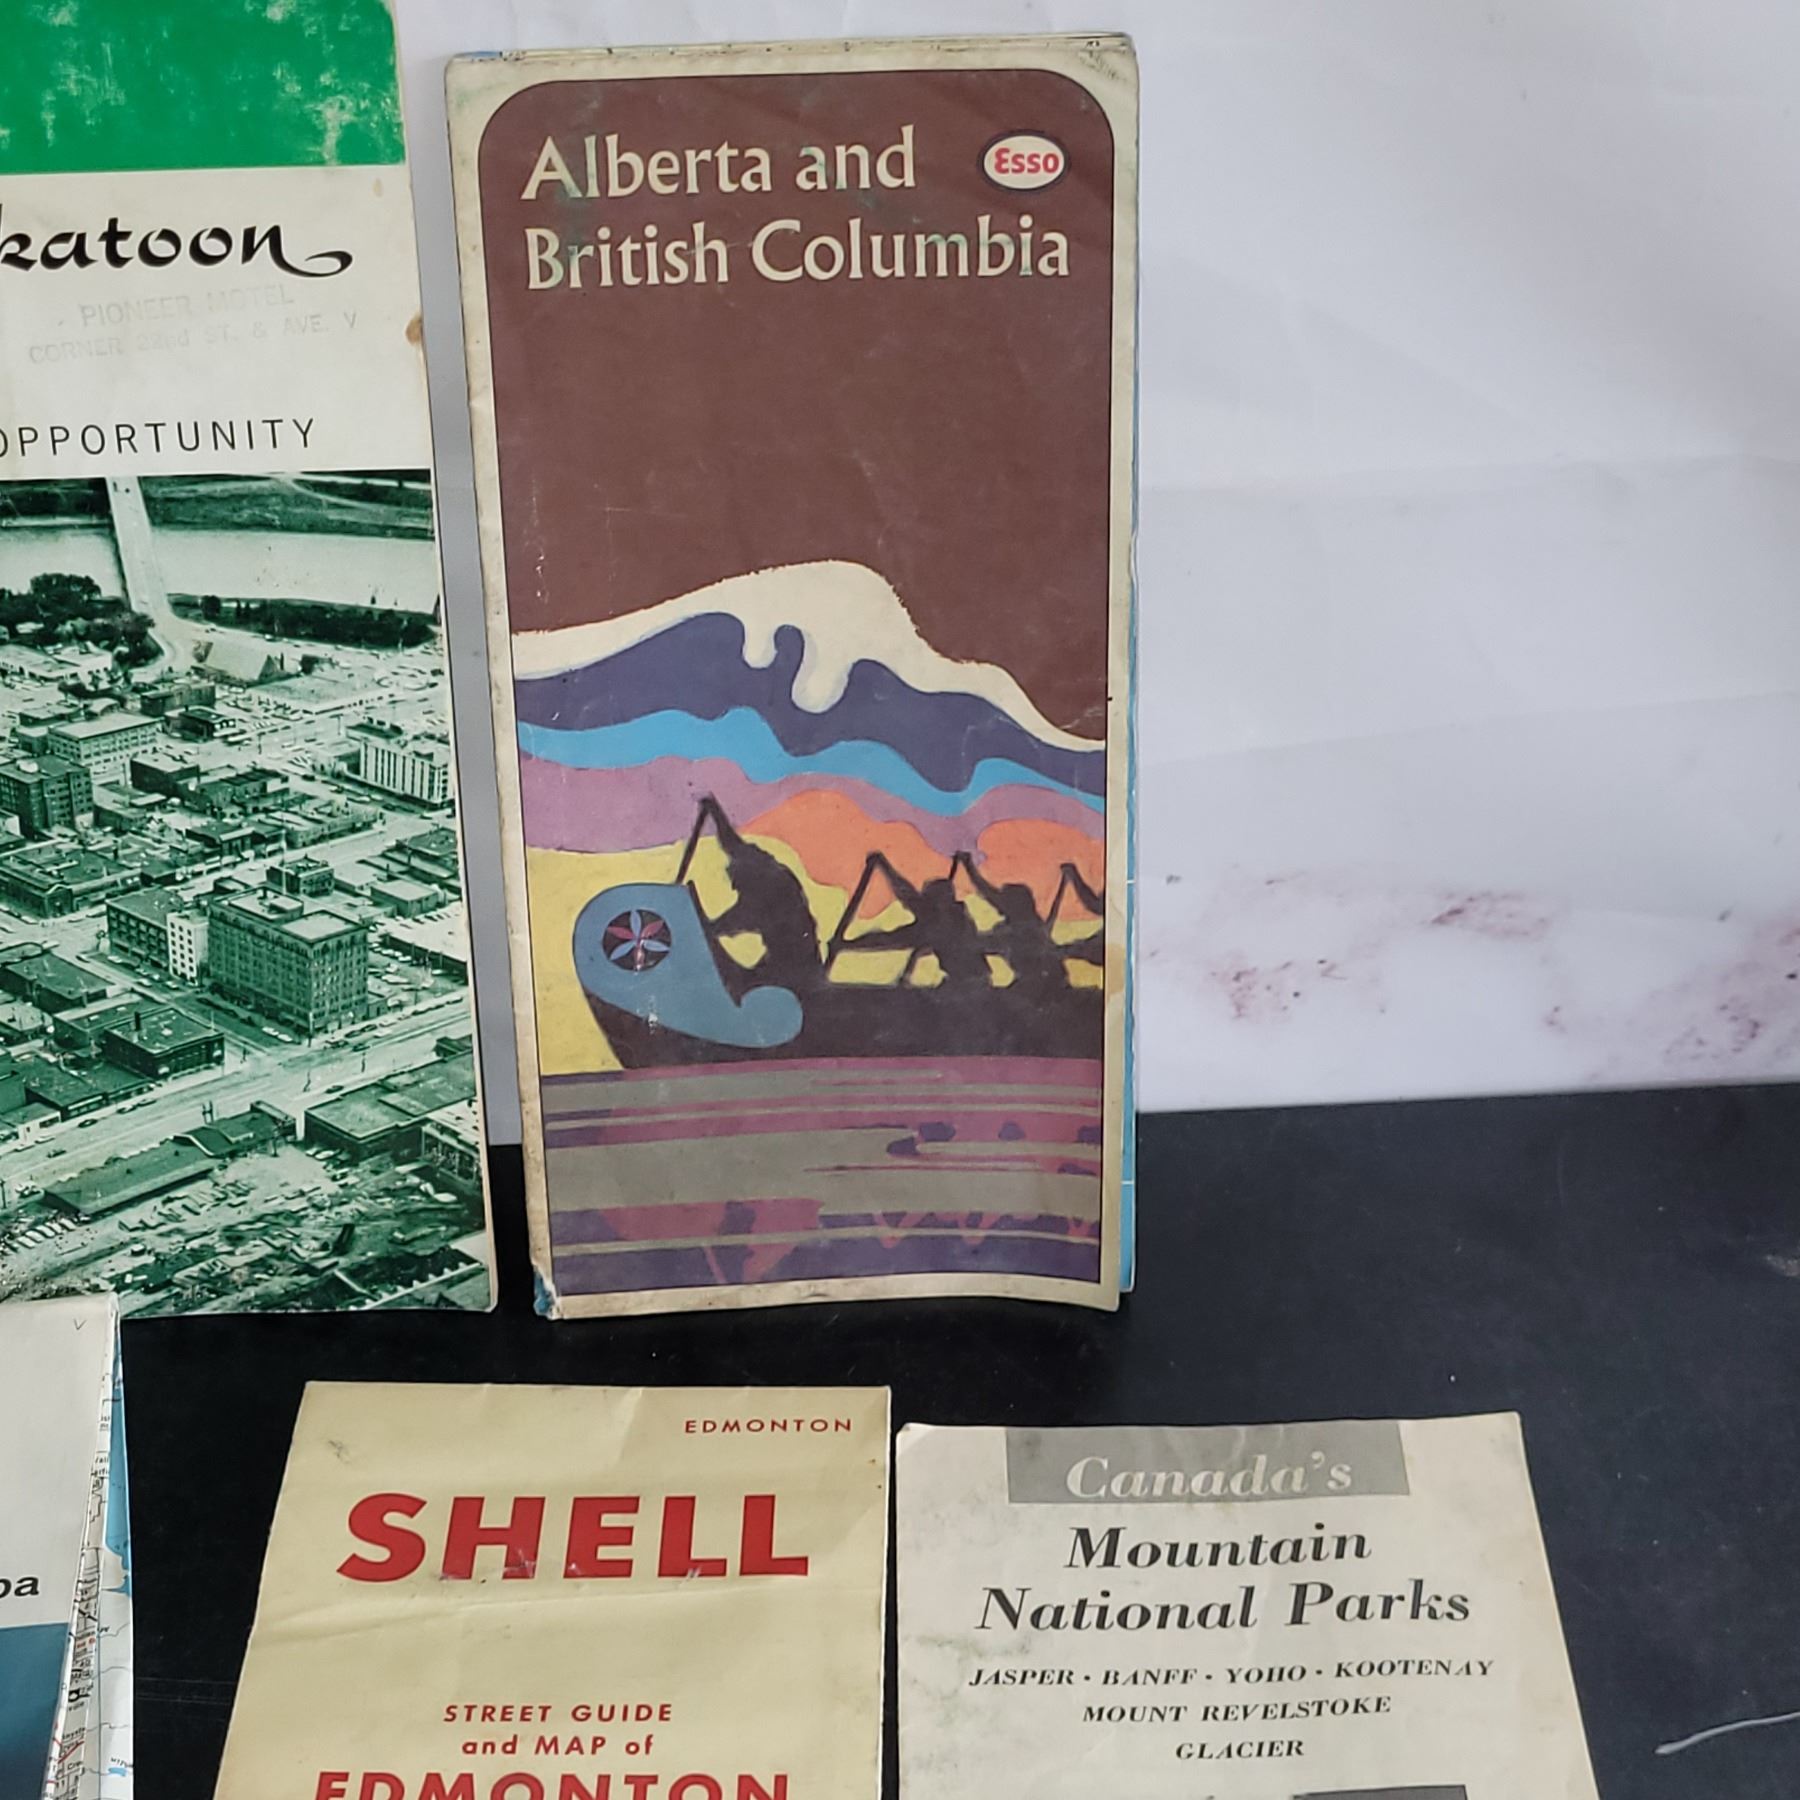 katoon
PIONEER MOTEL
CORNER 22nd ST. & AVE. V
OPPORTUNITY
Alberta and
British Columbia
Esso
EDMONTON
SHELL
STREET GUIDE
and MAP of
EDMONTON
Canada's
Mountain
National Parks
JASPER · BANFF · YOHO · KOOTENAY
MOUNT REVELSTOKE
GLACIER